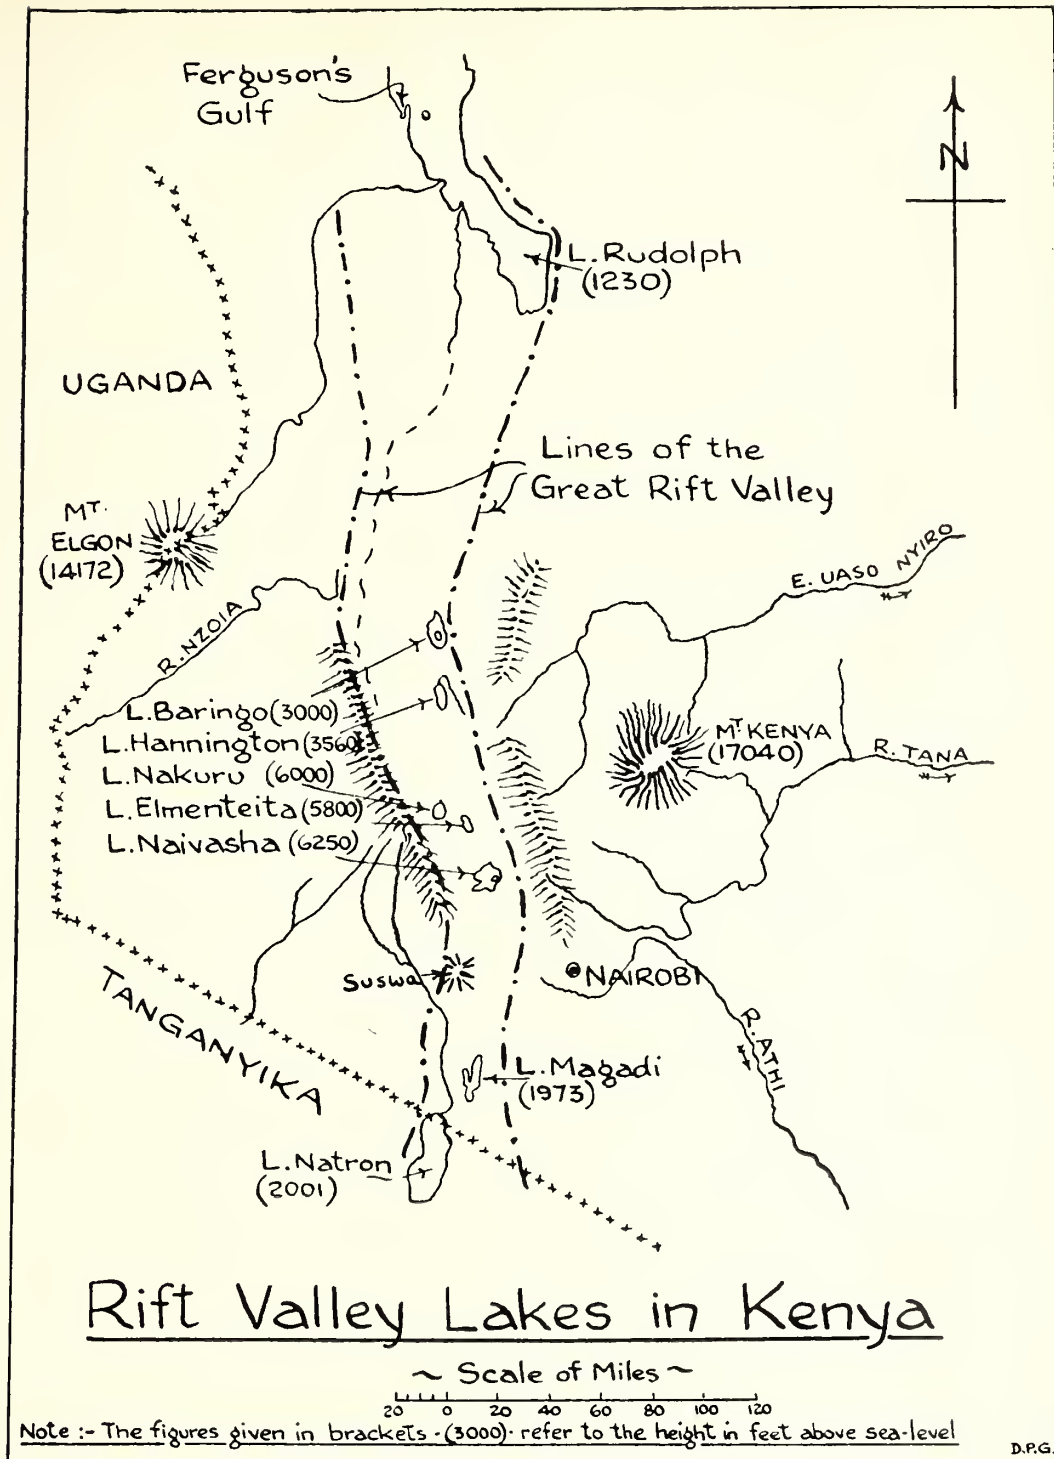 Ferguson's
Gulf
N
L. Rudolph
(1230)
UGANDA
Lines of the
Great Rift Valley
MT.
ELGON
(14172)
E. UASO NYIRO
R. NZOIA
L. Baringo (3000)
L. Hannington (3560)
L. Nakuru (6000)
L. Elmenteita (5800)
L. Naivasha (6250)
MT KENYA
(17040)
R. TANA
Suswa
NAIROBI
TANGANYIKA
R. ATHI
L. Magadi
(1973)
L. Natron
(2001)
Rift Valley Lakes in Kenya
~ Scale of Miles ~
20 0 20 40 60 80 100 120
Note :- The figures given in brackets - (3000) - refer to the height in feet above sea-level
D.P.G.